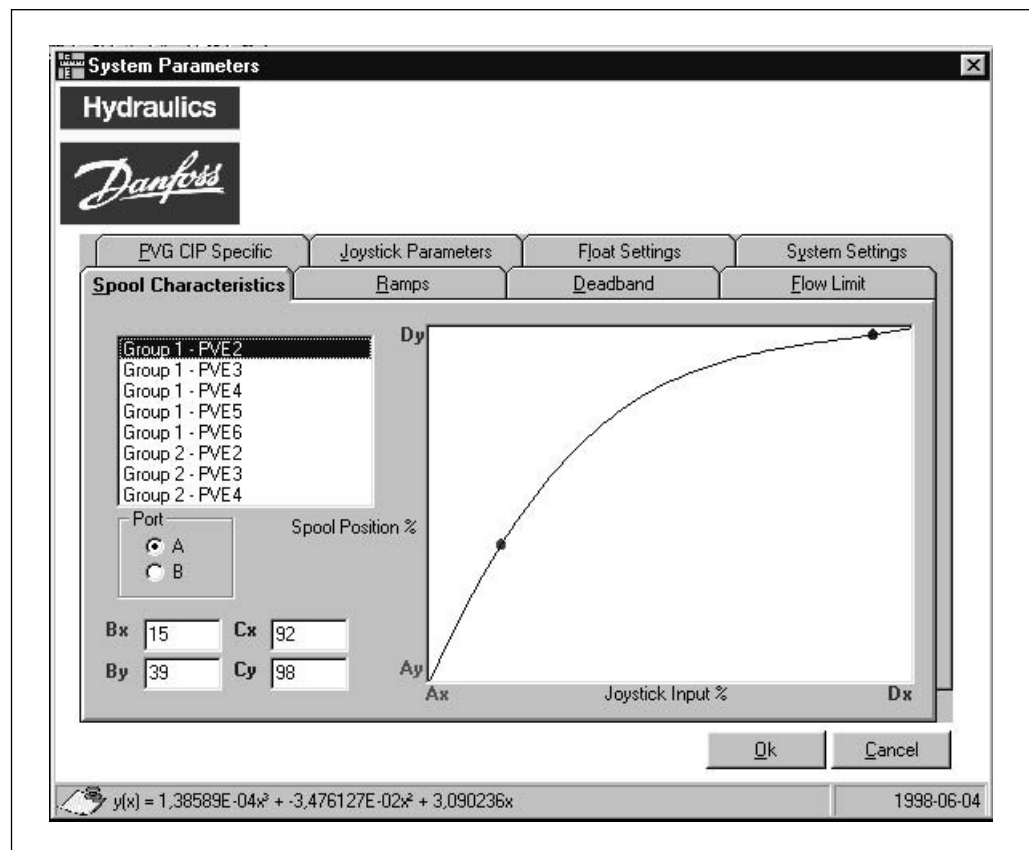 System Parameters
Hydraulics
Danfoss
PVG CIP Specific
Joystick Parameters
Float Settings
System Settings
Spool Characteristics
Ramps
Deadband
Flow Limit
Group 1 - PVE2
Group 1 - PVE3
Group 1 - PVE4
Group 1 - PVE5
Group 1 - PVE6
Group 2 - PVE2
Group 2 - PVE3
Group 2 - PVE4
Port
A
B
Bx 15 Cx 92
By 39 Cy 98
Dy
Spool Position %
Ay
Ax Joystick Input % Dx
Ok Cancel
y(x) = 1,38589E-04x³ + -3,476127E-02x² + 3,090236x
1998-06-04